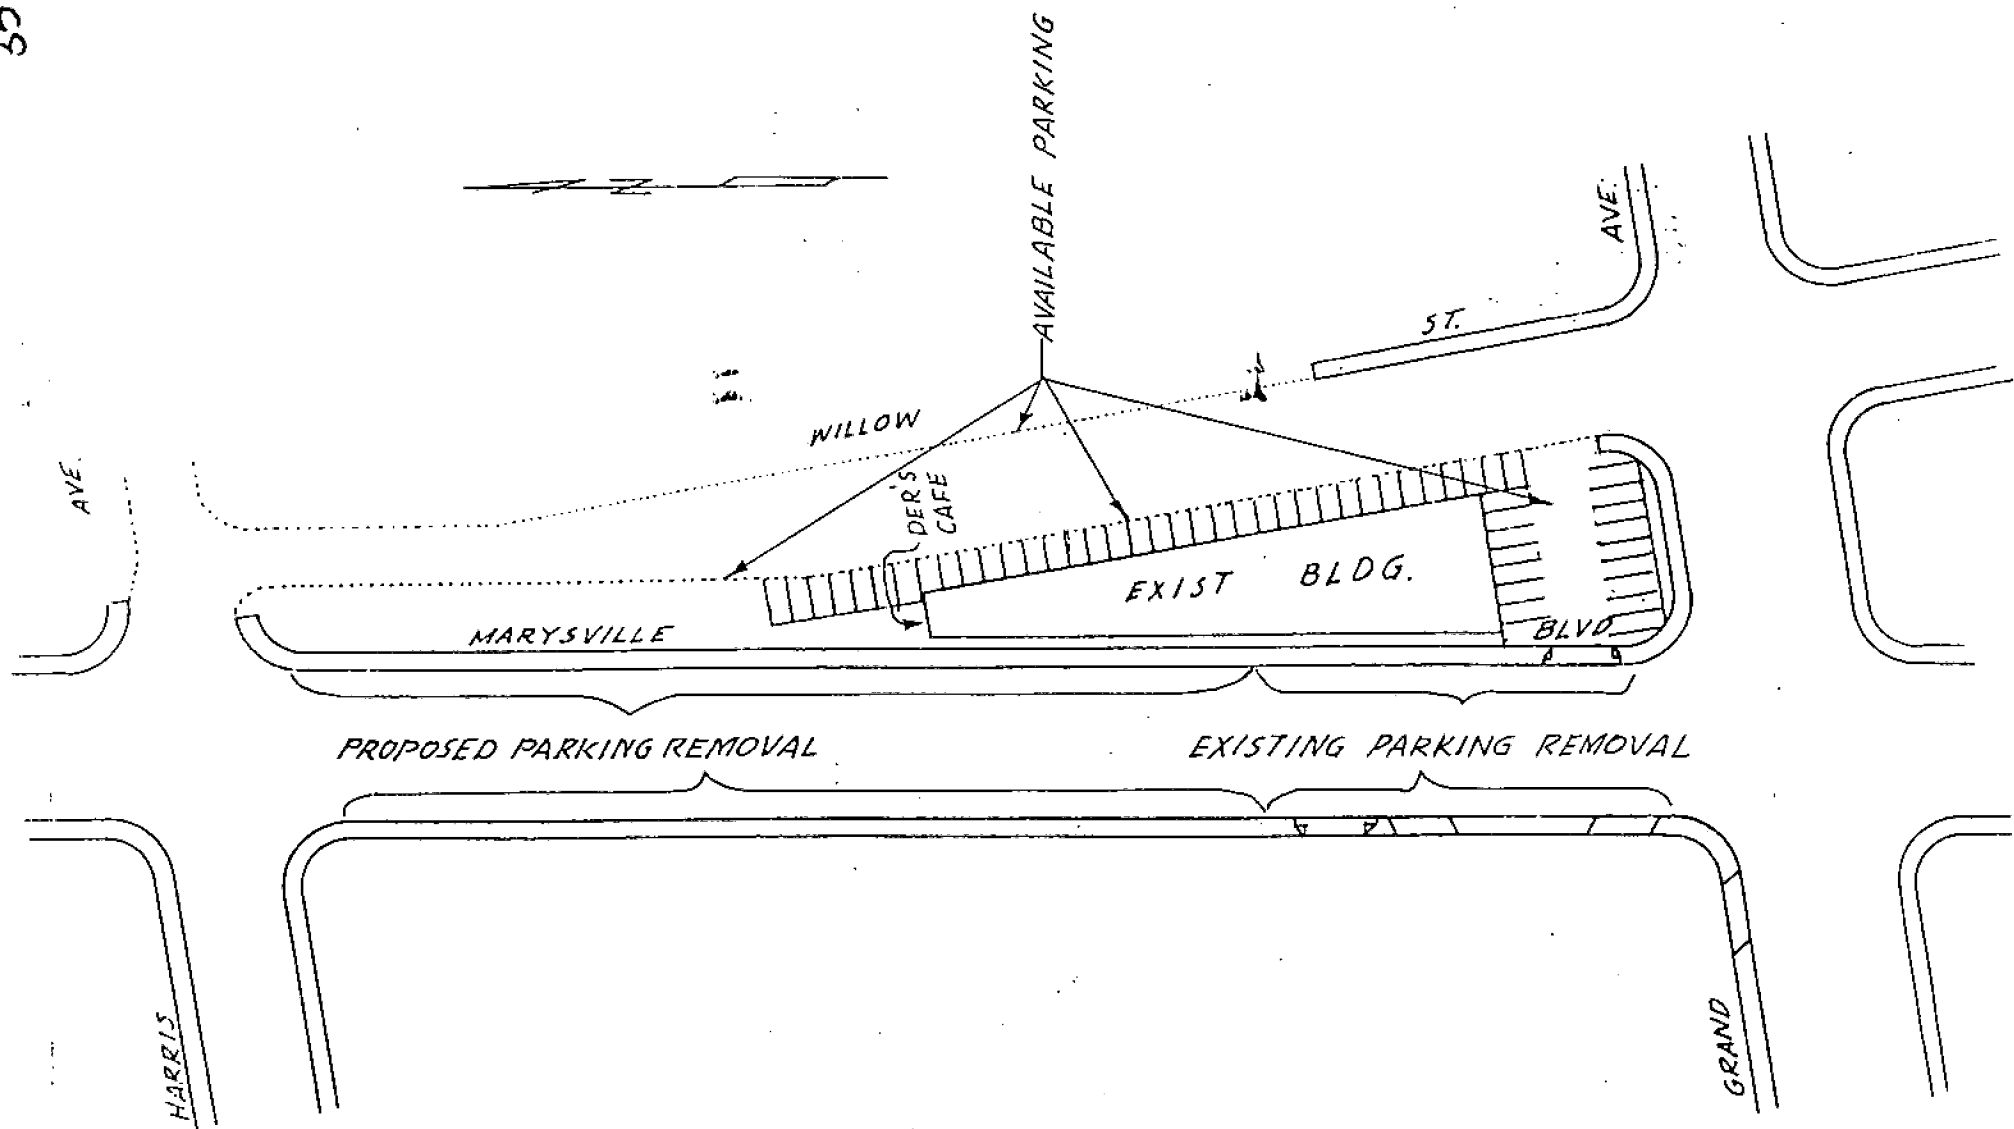 55
AVAILABLE PARKING
N
AVE.
ST.
WILLOW
AVE.
DER'S
CAFE
EXIST BLDG.
MARYSVILLE
BLVD.
PROPOSED PARKING REMOVAL
EXISTING PARKING REMOVAL
HARRIS
GRAND